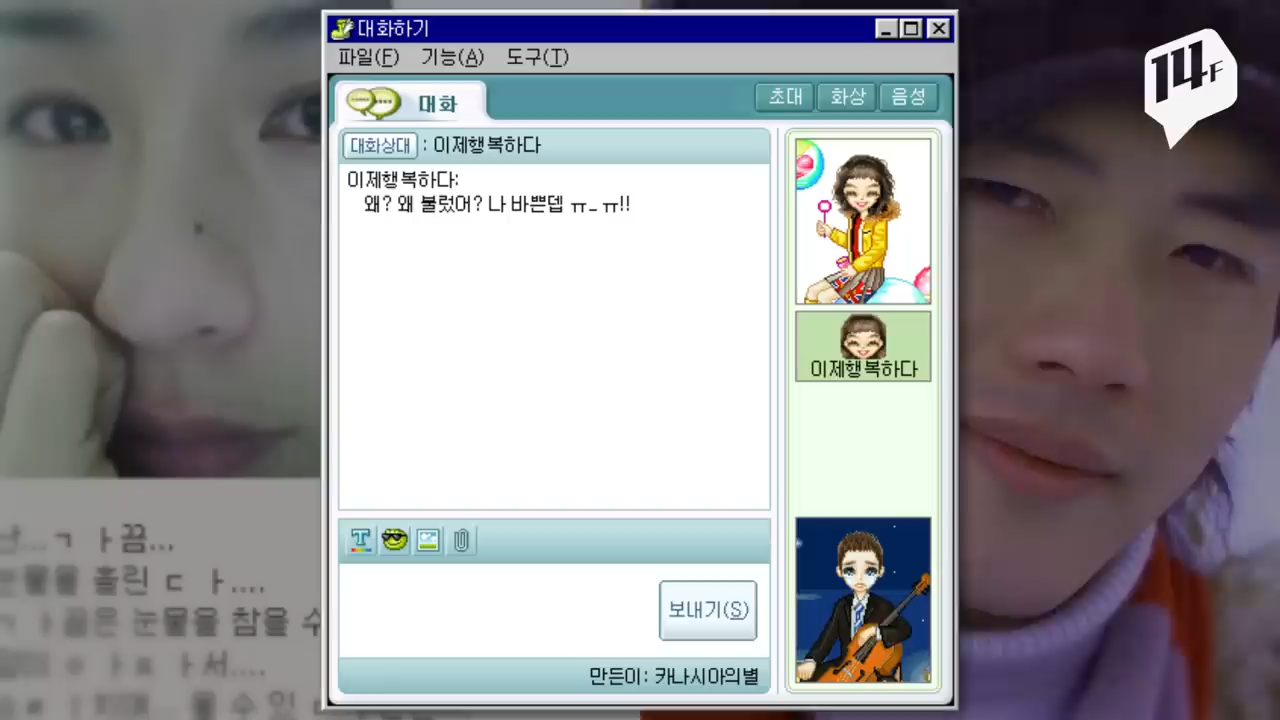 대화하기
파일(F) 기능(A) 도구(T)
대화
초대 화상 음성
14F
대화상대 : 이제행복하다
이제행복하다:
왜? 왜 불렀어? 나 바쁜뎁 ㅠ_ㅠ!!
이제행복하다
보내기(S)
만든이: 카나시아의별
난...ㄱ ㅏ끔...
눈물을 흘린 ㄷ ㅏ....
ㄱ ㅏ끔은 눈물을 참을 수